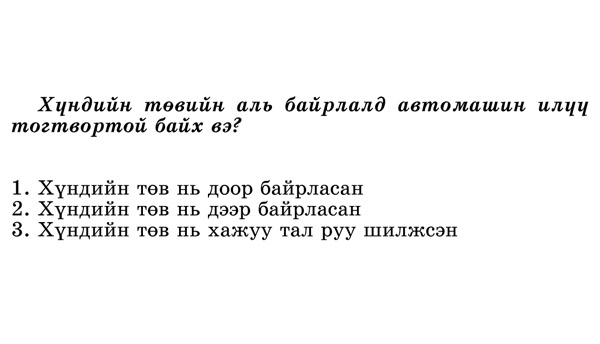 Хүндийн төвийн аль байрлалд автомашин илүү
тогтвортой байх вэ?
1. Хүндийн төв нь доор байрласан
2. Хүндийн төв нь дээр байрласан
3. Хүндийн төв нь хажуу тал руу шилжсэн